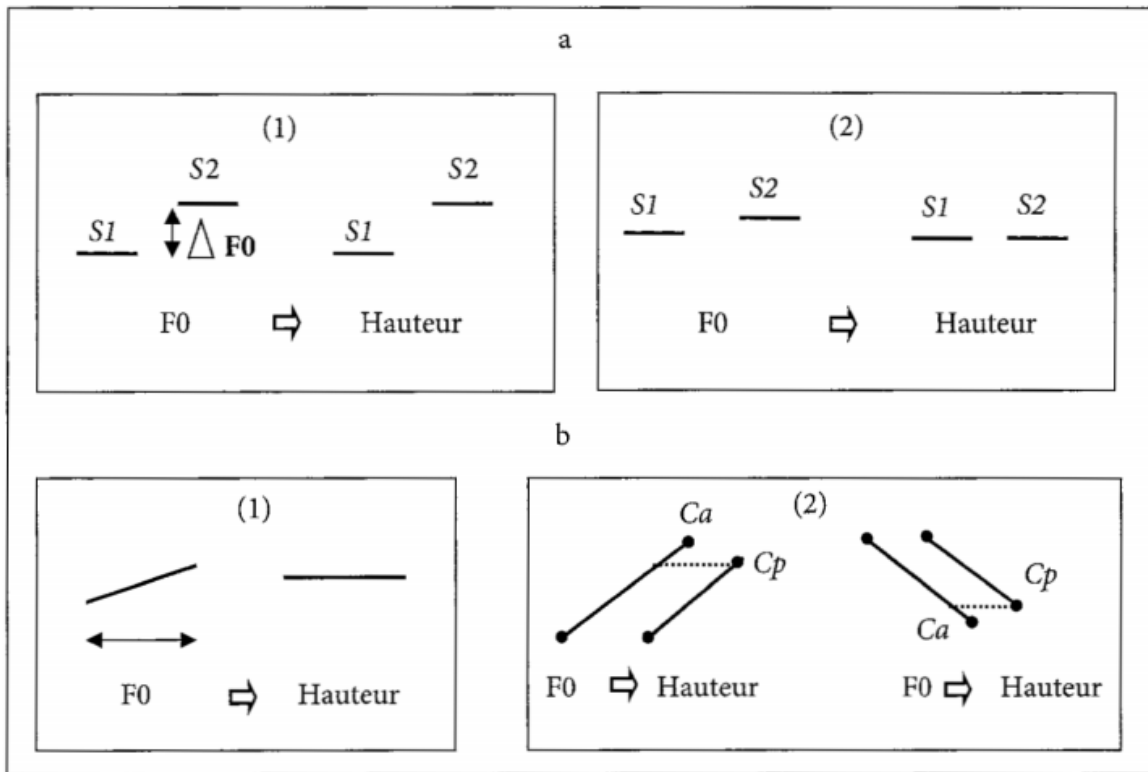 a
(1)
S2
S2
S1
Δ F0
S1
F0 ⇨ Hauteur
(2)
S1
S2
S1
S2
F0 ⇨ Hauteur
b
(1)
F0 ⇨ Hauteur
(2)
Ca
Cp
F0 ⇨ Hauteur
Cp
Ca
F0 ⇨ Hauteur